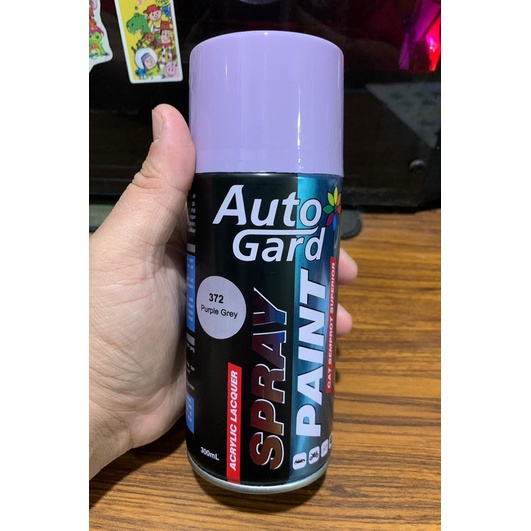 Auto
Gard
372
Purple Grey
SPRAY
PAINT
ACRYLIC LACQUER
CAT SEMPROT SUPERIOR
300mL